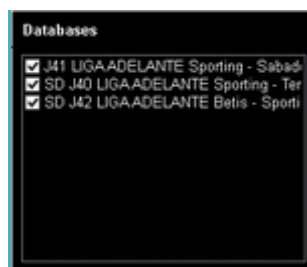 Databases
J41 LIGA ADELANTE Sporting - Sabad
SD J40 LIGA ADELANTE Sporting - Ter
SD J42 LIGA ADELANTE Betis - Sporti